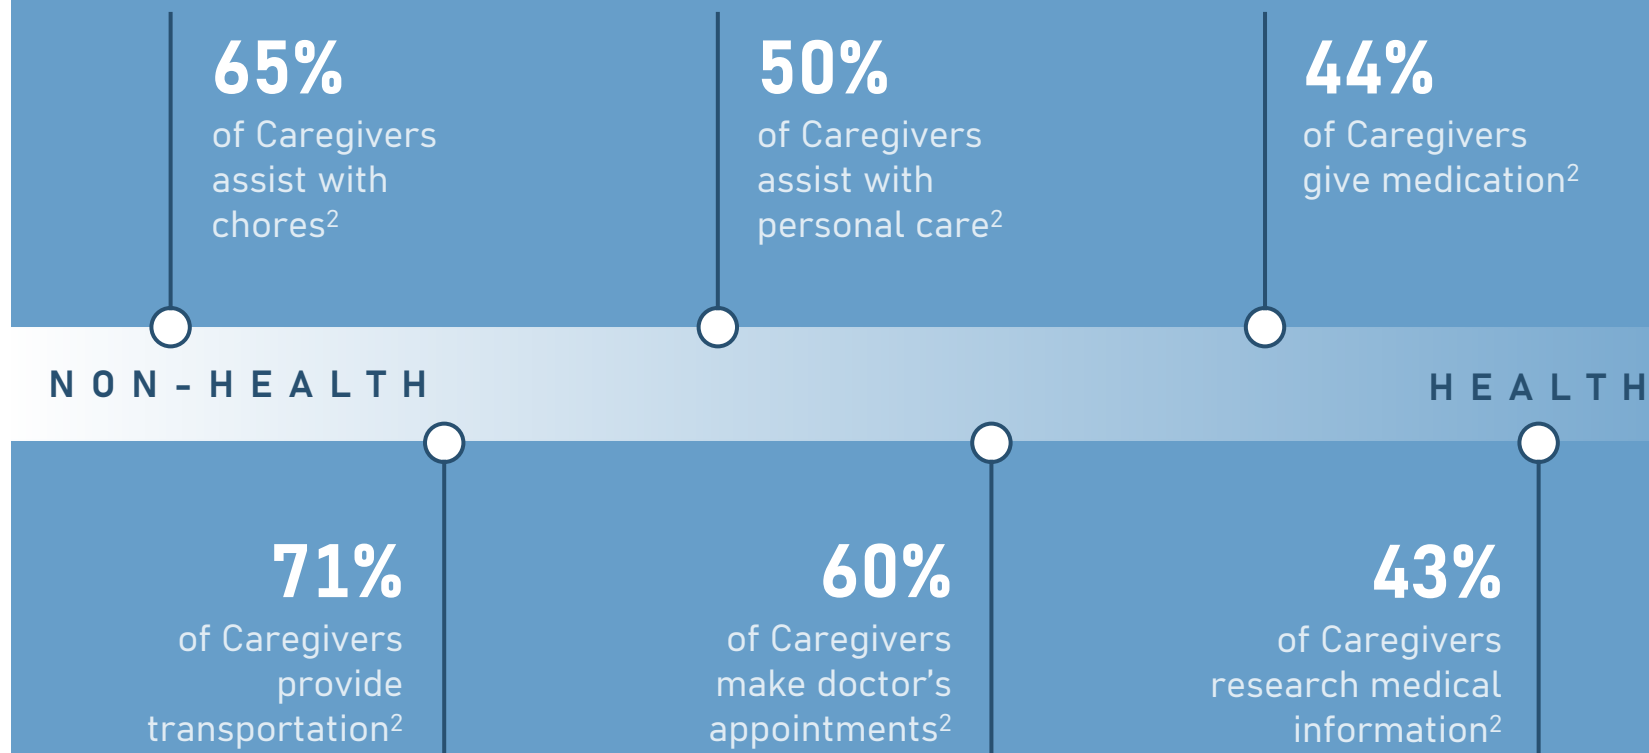 65%
of Caregivers
assist with
chores²
50%
of Caregivers
assist with
personal care²
44%
of Caregivers
give medication²
NON-HEALTH
HEALTH
71%
of Caregivers
provide
transportation²
60%
of Caregivers
make doctor’s
appointments²
43%
of Caregivers
research medical
information²